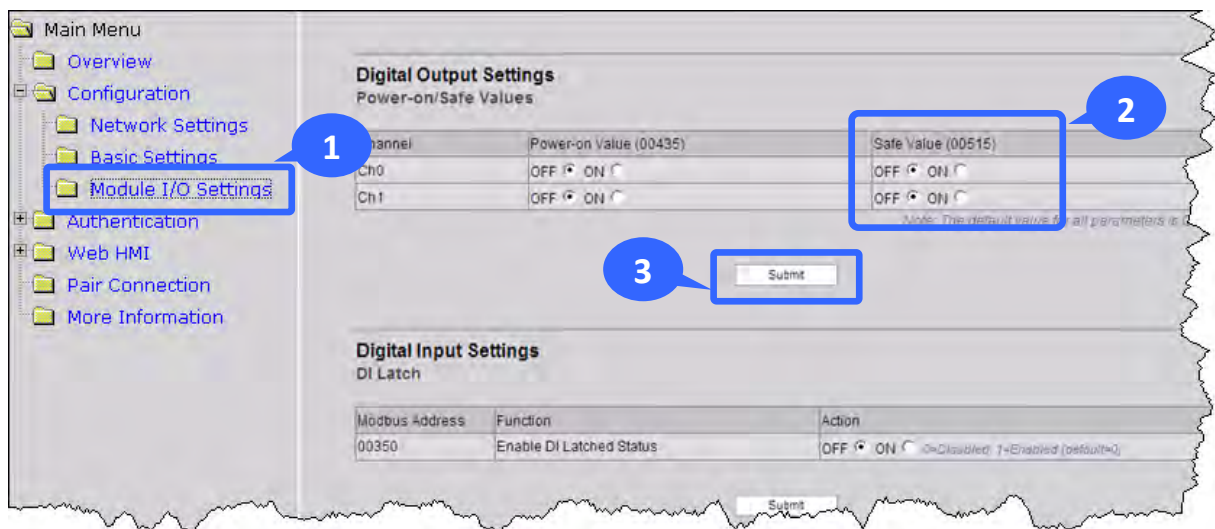 Main Menu
Overview
Configuration
Network Settings
Basic Settings
Module I/O Settings
Authentication
Web HMI
Pair Connection
More Information
1
Digital Output Settings
Power-on/Safe Values
2
hannel Power-on Value (00435) Safe Value (00515)
Ch0 OFF ON OFF ON
Ch1 OFF ON OFF ON
Note: The default value for all parameters is
3
Submit
Digital Input Settings
DI Latch
Modbus Address Function Action
00350 Enable DI Latched Status OFF ON 0=Disabled, 1=Enabled (default=0)
Submit